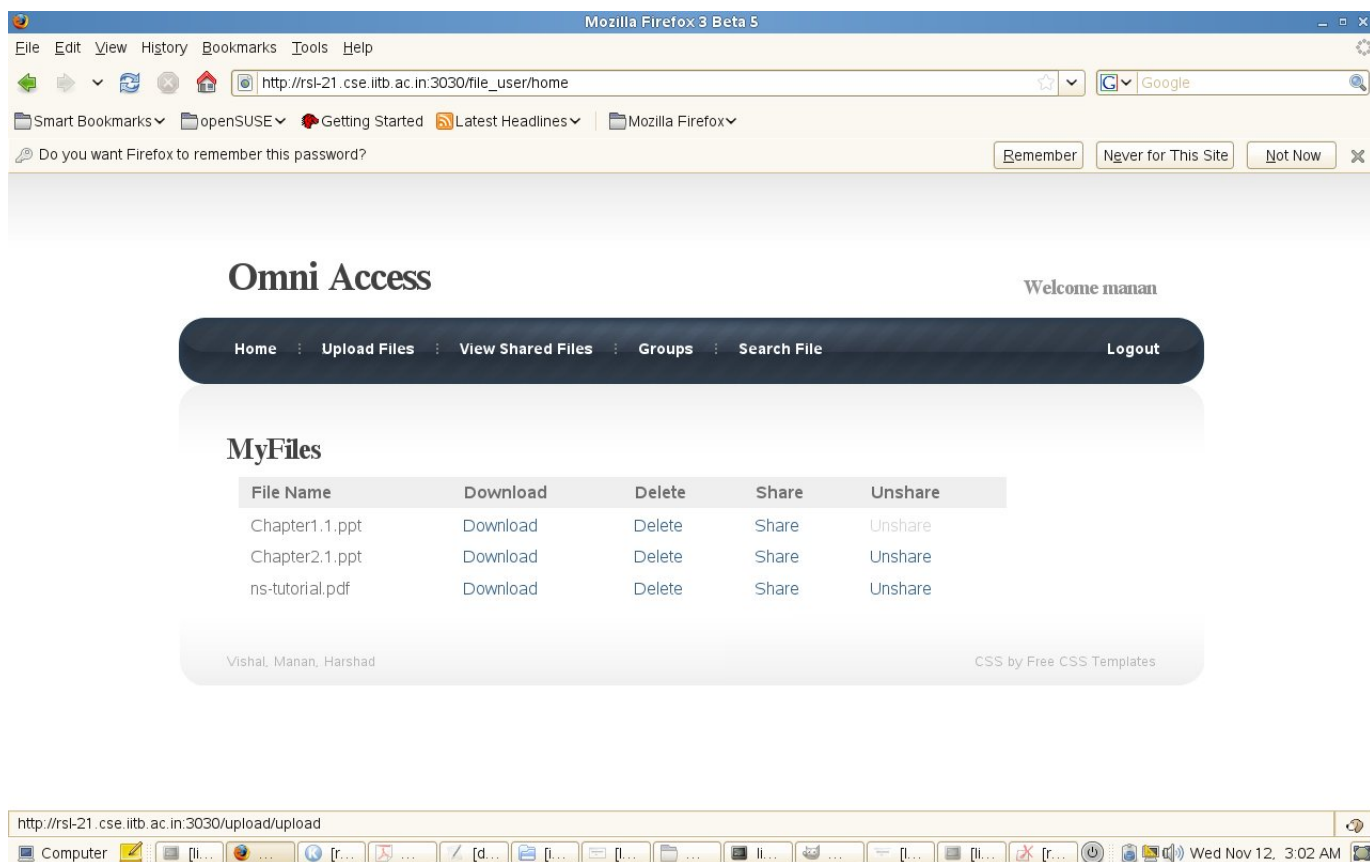 Mozilla Firefox 3 Beta 5
File Edit View History Bookmarks Tools Help
http://rsl-21.cse.iitb.ac.in:3030/file_user/home G Google
Smart Bookmarks openSUSE Getting Started Latest Headlines Mozilla Firefox
Do you want Firefox to remember this password? Remember Never for This Site Not Now
Omni Access Welcome manan
Home Upload Files View Shared Files Groups Search File Logout
MyFiles
File Name Download Delete Share Unshare
Chapter1.1.ppt Download Delete Share Unshare
Chapter2.1.ppt Download Delete Share Unshare
ns-tutorial.pdf Download Delete Share Unshare
Vishal, Manan, Harshad CSS by Free CSS Templates
http://rsl-21.cse.iitb.ac.in:3030/upload/upload
Computer [li... ... [r... ... [d... [i... [l... ... li... ... [l... [li... [r... Wed Nov 12, 3:02 AM